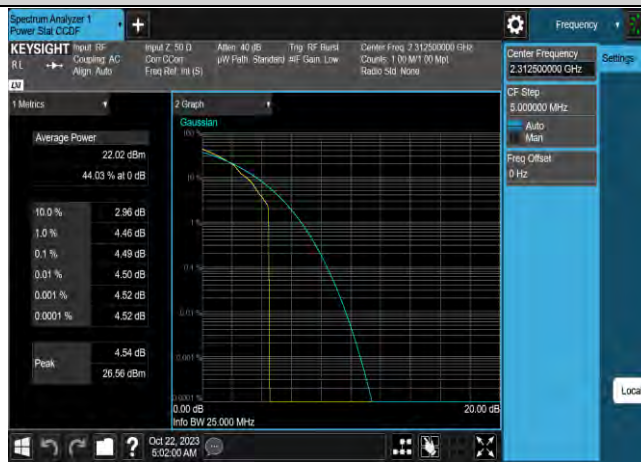 Spectrum Analyzer 1
Power Stat CCDF
Frequency
KEYSIGHT
RL
Input: RF
Coupling: AC
Align: Auto
Input Z: 50 Ω
Corr CCorr
Freq Ref: Int (S)
Atten: 40 dB
µW Path: Standard
Trig: RF Burst
#IF Gain: Low
Center Freq: 2.312500000 GHz
Counts: 1.00 M/1.00 Mpt
Radio Std: None
Center Frequency
2.312500000 GHz
Settings
CF Step
5.000000 MHz
Auto
Man
Freq Offset
0 Hz
1 Metrics
2 Graph
Average Power
22.02 dBm
44.03 % at 0 dB
10.0 % 2.96 dB
1.0 % 4.46 dB
0.1 % 4.49 dB
0.01 % 4.50 dB
0.001 % 4.52 dB
0.0001 % 4.52 dB
Peak
4.54 dB
26.56 dBm
Gaussian
100 %
10 %
1 %
0.1 %
0.01 %
0.001 %
0.0001 %
0.00 dB
20.00 dB
Info BW 25.000 MHz
Local
Oct 22, 2023
5:02:00 AM